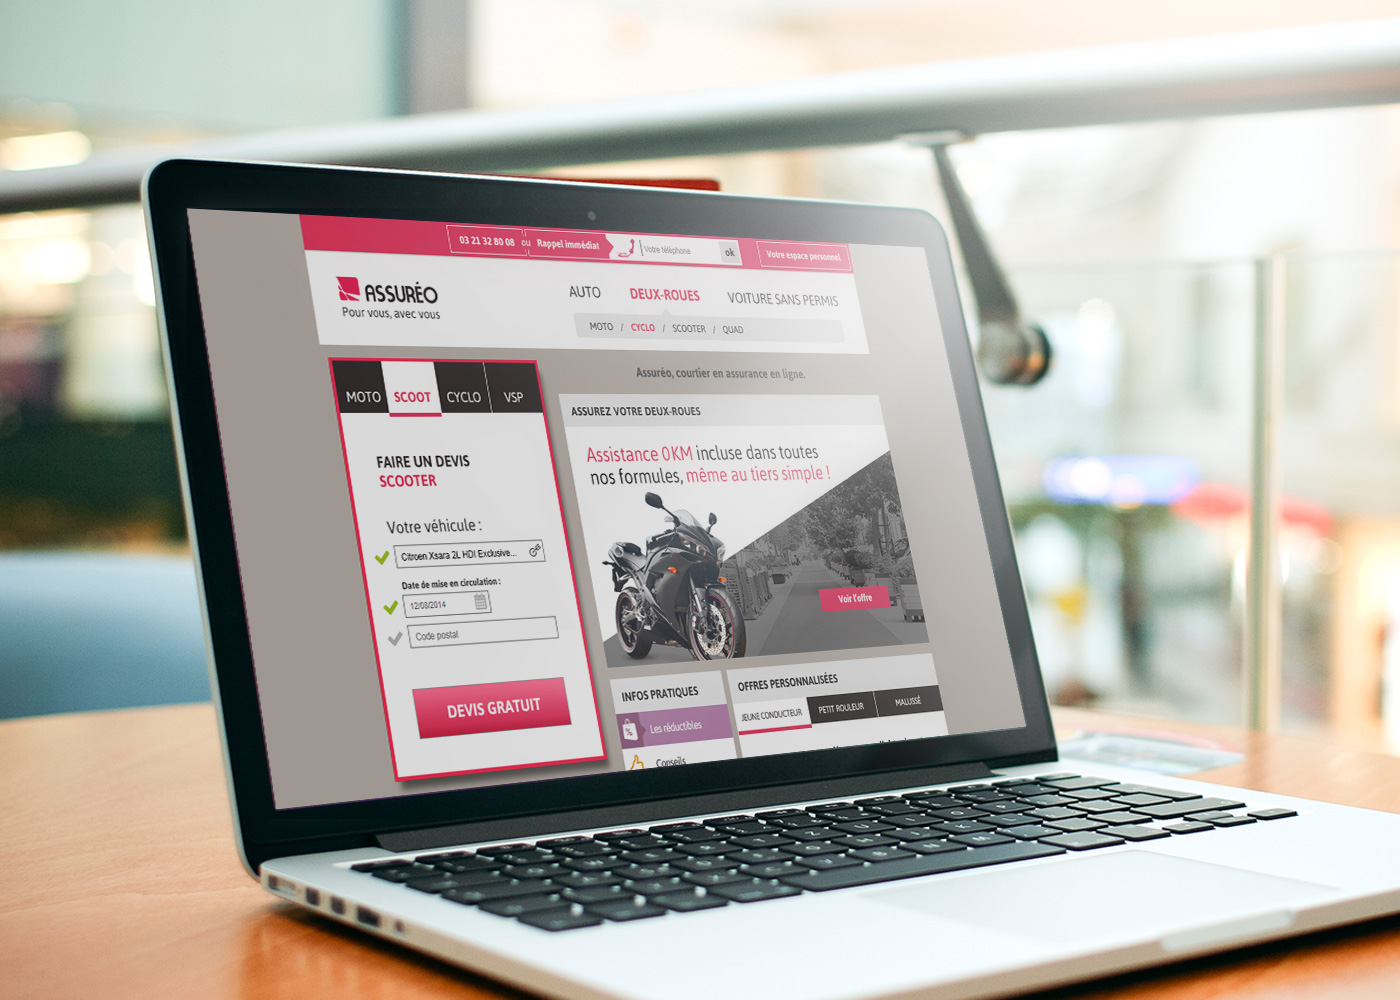 03 21 32 80 08 ou Rappel immédiat Votre téléphone ok Votre espace personnel
ASSURÉO
Pour vous, avec vous
AUTO DEUX-ROUES VOITURE SANS PERMIS
MOTO / CYCLO / SCOOTER / QUAD
Assuréo, courtier en assurance en ligne.
MOTO SCOOT CYCLO VSP
FAIRE UN DEVIS
SCOOTER
Votre véhicule :
Citroen Xsara 2L HDI Exclusive...
Date de mise en circulation :
12/08/2014
Code postal
DEVIS GRATUIT
ASSUREZ VOTRE DEUX-ROUES
Assistance 0 KM incluse dans toutes
nos formules, même au tiers simple !
Voir l'offre
INFOS PRATIQUES
Les réductibles
Conseils
OFFRES PERSONNALISÉES
JEUNE CONDUCTEUR PETIT ROULEUR MALUSSÉ